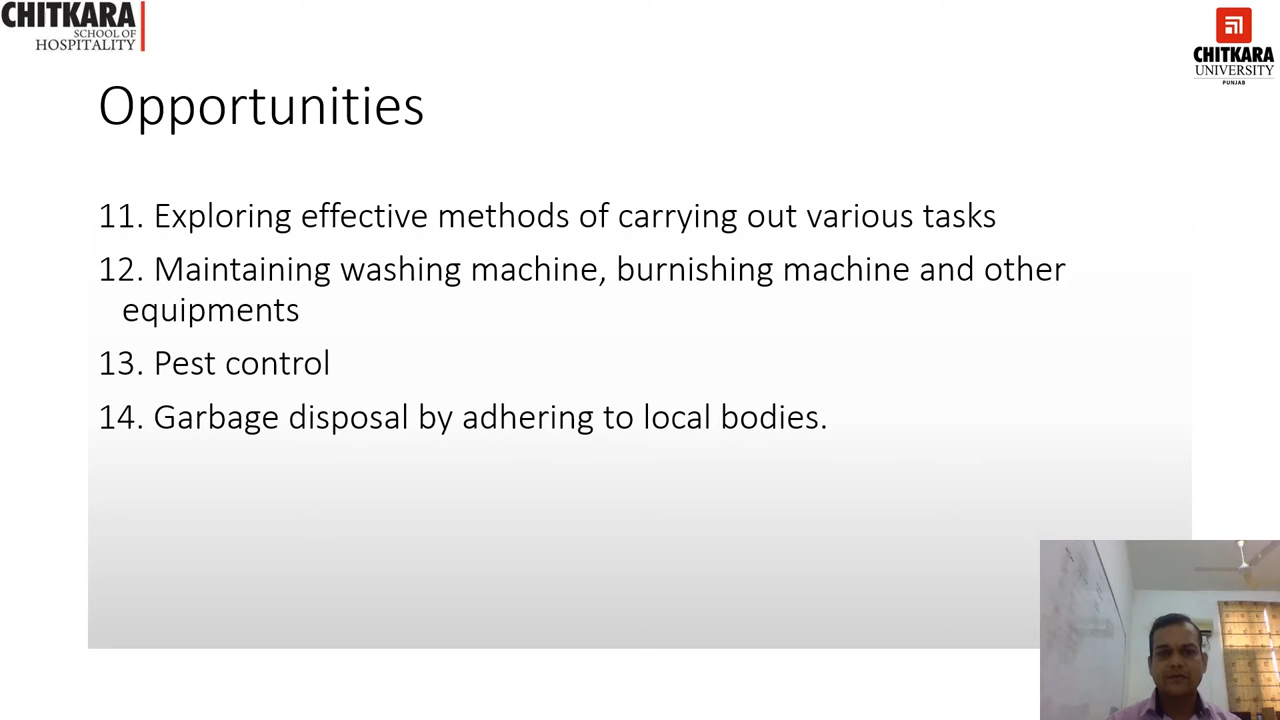 CHITKARA
SCHOOL OF
HOSPITALITY
CHITKARA
UNIVERSITY
PUNJAB
Opportunities
11. Exploring effective methods of carrying out various tasks
12. Maintaining washing machine, burnishing machine and other
equipments
13. Pest control
14. Garbage disposal by adhering to local bodies.